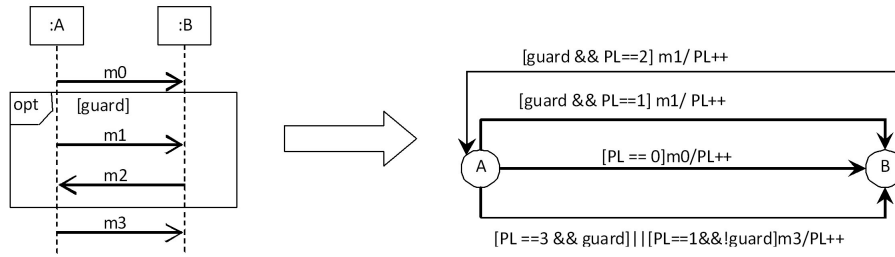 :A
:B
m0
opt
[guard]
m1
m2
m3
[guard && PL==2] m1/ PL++
[guard && PL==1] m1/ PL++
A
[PL == 0]m0/PL++
B
[PL ==3 && guard]||[PL==1&&!guard]m3/PL++